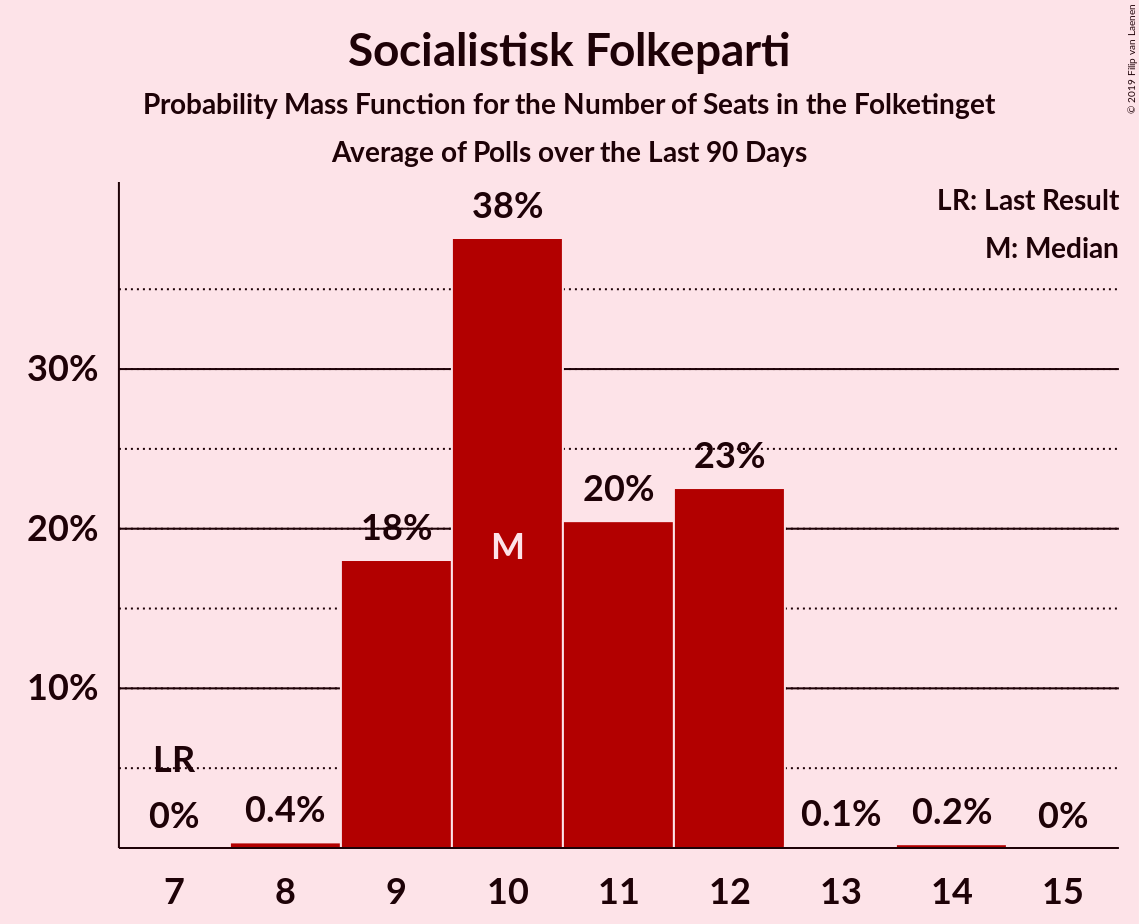 Socialistisk Folkeparti
Probability Mass Function for the Number of Seats in the Folketinget
Average of Polls over the Last 90 Days
© 2019 Filip van Laenen
LR: Last Result
M: Median
38%
30%
23%
20%
18%
20%
M
10%
LR
0%
0.4%
0.1%
0.2%
0%
7 8 9 10 11 12 13 14 15